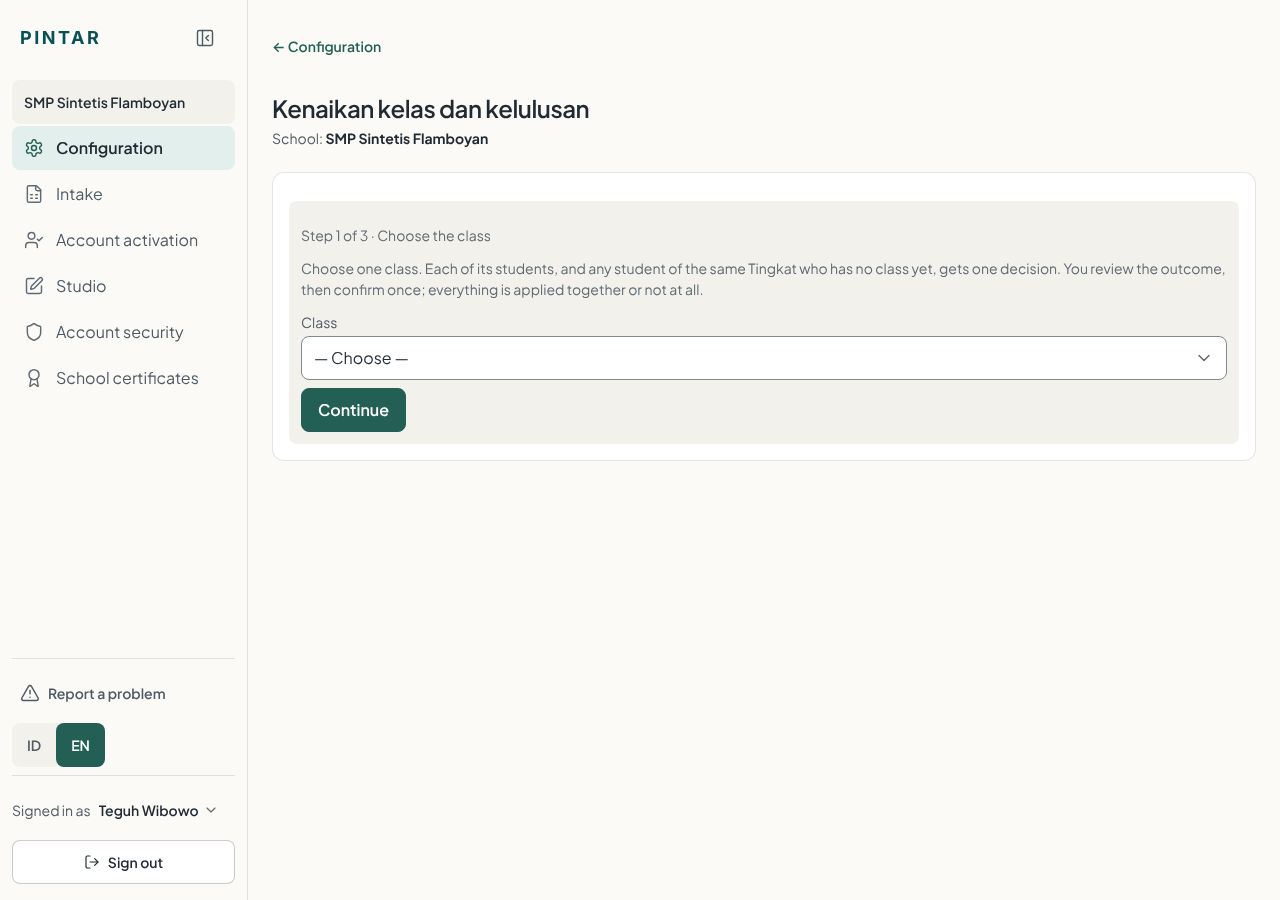 PINTAR
SMP Sintetis Flamboyan
Configuration
Intake
Account activation
Studio
Account security
School certificates
Report a problem
ID EN
Signed in as Teguh Wibowo
Sign out
← Configuration
Kenaikan kelas dan kelulusan
School: SMP Sintetis Flamboyan
Step 1 of 3 · Choose the class
Choose one class. Each of its students, and any student of the same Tingkat who has no class yet, gets one decision. You review the outcome,
then confirm once; everything is applied together or not at all.
Class
— Choose —
Continue